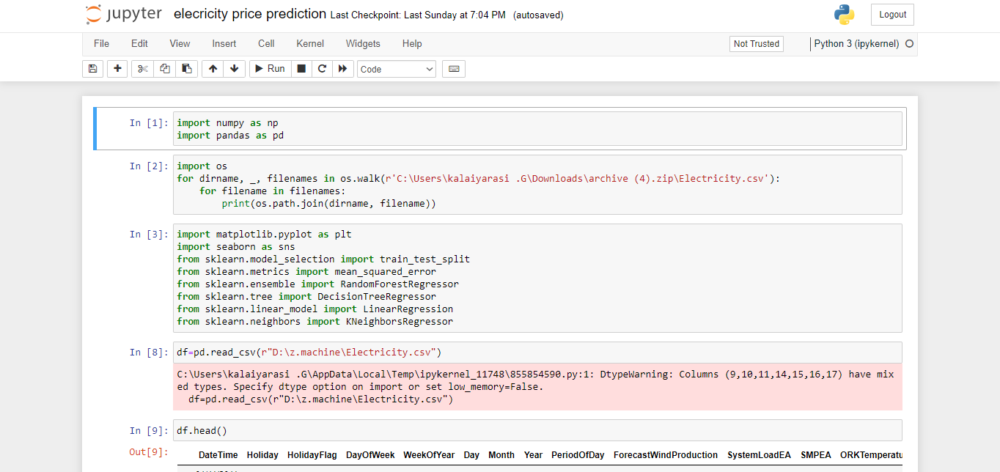 jupyter elecricity price prediction Last Checkpoint: Last Sunday at 7:04 PM (autosaved) Logout
File Edit View Insert Cell Kernel Widgets Help Not Trusted Python 3 (ipykernel)
Run Code
In [1]: import numpy as np
import pandas as pd
In [2]: import os
for dirname, _, filenames in os.walk(r'C:\Users\kalaiyarasi .G\Downloads\archive (4).zip\Electricity.csv'):
    for filename in filenames:
        print(os.path.join(dirname, filename))
In [3]: import matplotlib.pyplot as plt
import seaborn as sns
from sklearn.model_selection import train_test_split
from sklearn.metrics import mean_squared_error
from sklearn.ensemble import RandomForestRegressor
from sklearn.tree import DecisionTreeRegressor
from sklearn.linear_model import LinearRegression
from sklearn.neighbors import KNeighborsRegressor
In [8]: df=pd.read_csv(r"D:\z.machine\Electricity.csv")
C:\Users\kalaiyarasi .G\AppData\Local\Temp\ipykernel_11748\855854590.py:1: DtypeWarning: Columns (9,10,11,14,15,16,17) have mix
ed types. Specify dtype option on import or set low_memory=False.
  df=pd.read_csv(r"D:\z.machine\Electricity.csv")
In [9]: df.head()
Out[9]: DateTime Holiday HolidayFlag DayOfWeek WeekOfYear Day Month Year PeriodOfDay ForecastWindProduction SystemLoadEA SMPEA ORKTemperatu